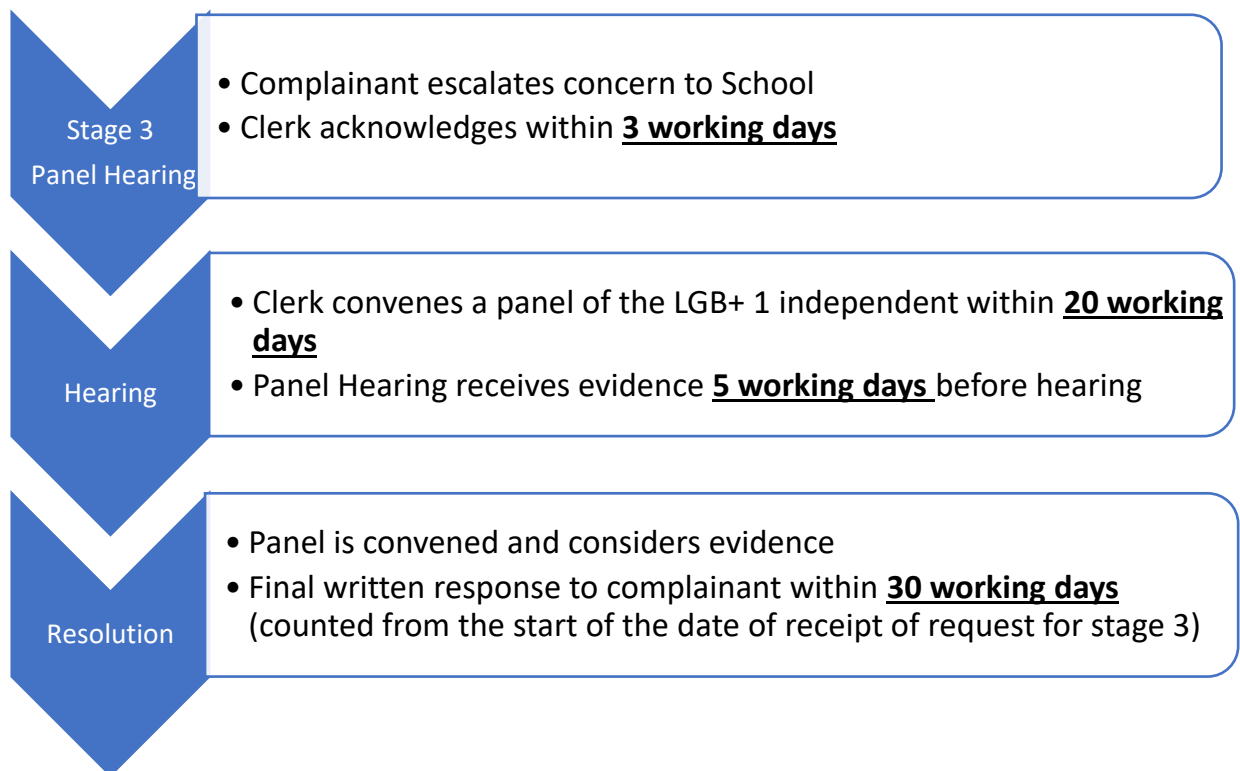 Stage 3
Panel Hearing
• Complainant escalates concern to School
• Clerk acknowledges within 3 working days
Hearing
• Clerk convenes a panel of the LGB+ 1 independent within 20 working
days
• Panel Hearing receives evidence 5 working days before hearing
Resolution
• Panel is convened and considers evidence
• Final written response to complainant within 30 working days
(counted from the start of the date of receipt of request for stage 3)